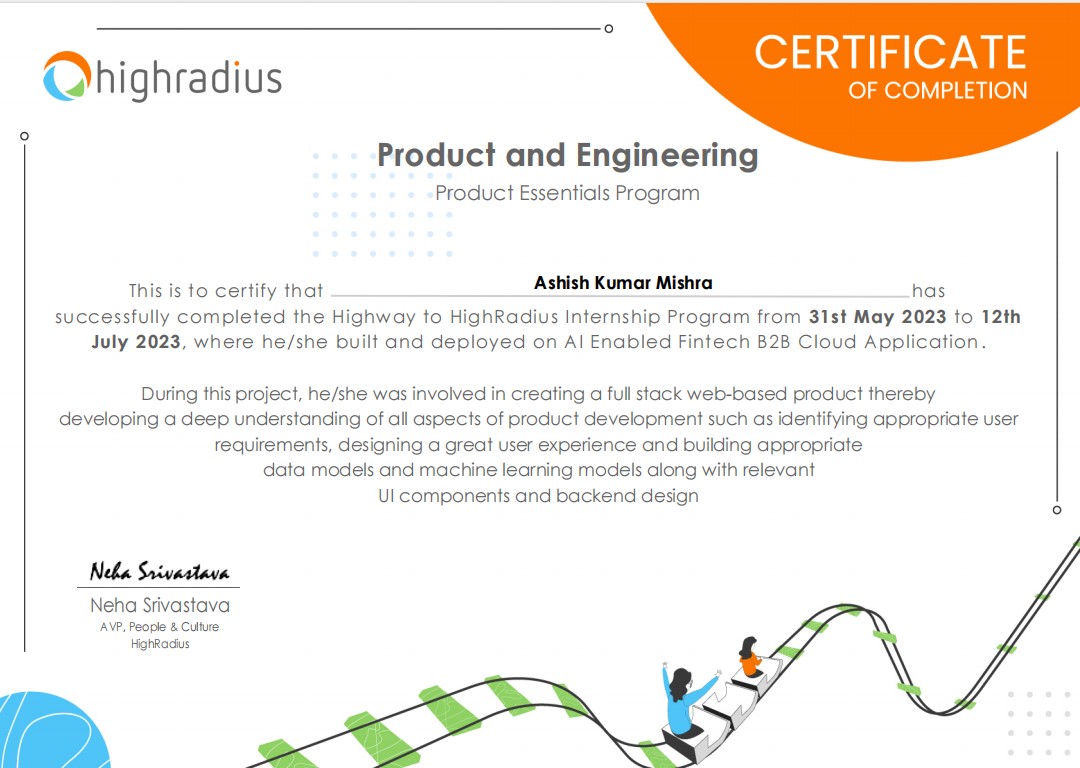 highradius
CERTIFICATE
OF COMPLETION
Product and Engineering
Product Essentials Program
This is to certify that Ashish Kumar Mishra has
successfully completed the Highway to HighRadius Internship Program from 31st May 2023 to 12th
July 2023, where he/she built and deployed on AI Enabled Fintech B2B Cloud Application.
During this project, he/she was involved in creating a full stack web-based product thereby
developing a deep understanding of all aspects of product development such as identifying appropriate user
requirements, designing a great user experience and building appropriate
data models and machine learning models along with relevant
UI components and backend design
Neha Srivastava
Neha Srivastava
AVP, People & Culture
HighRadius